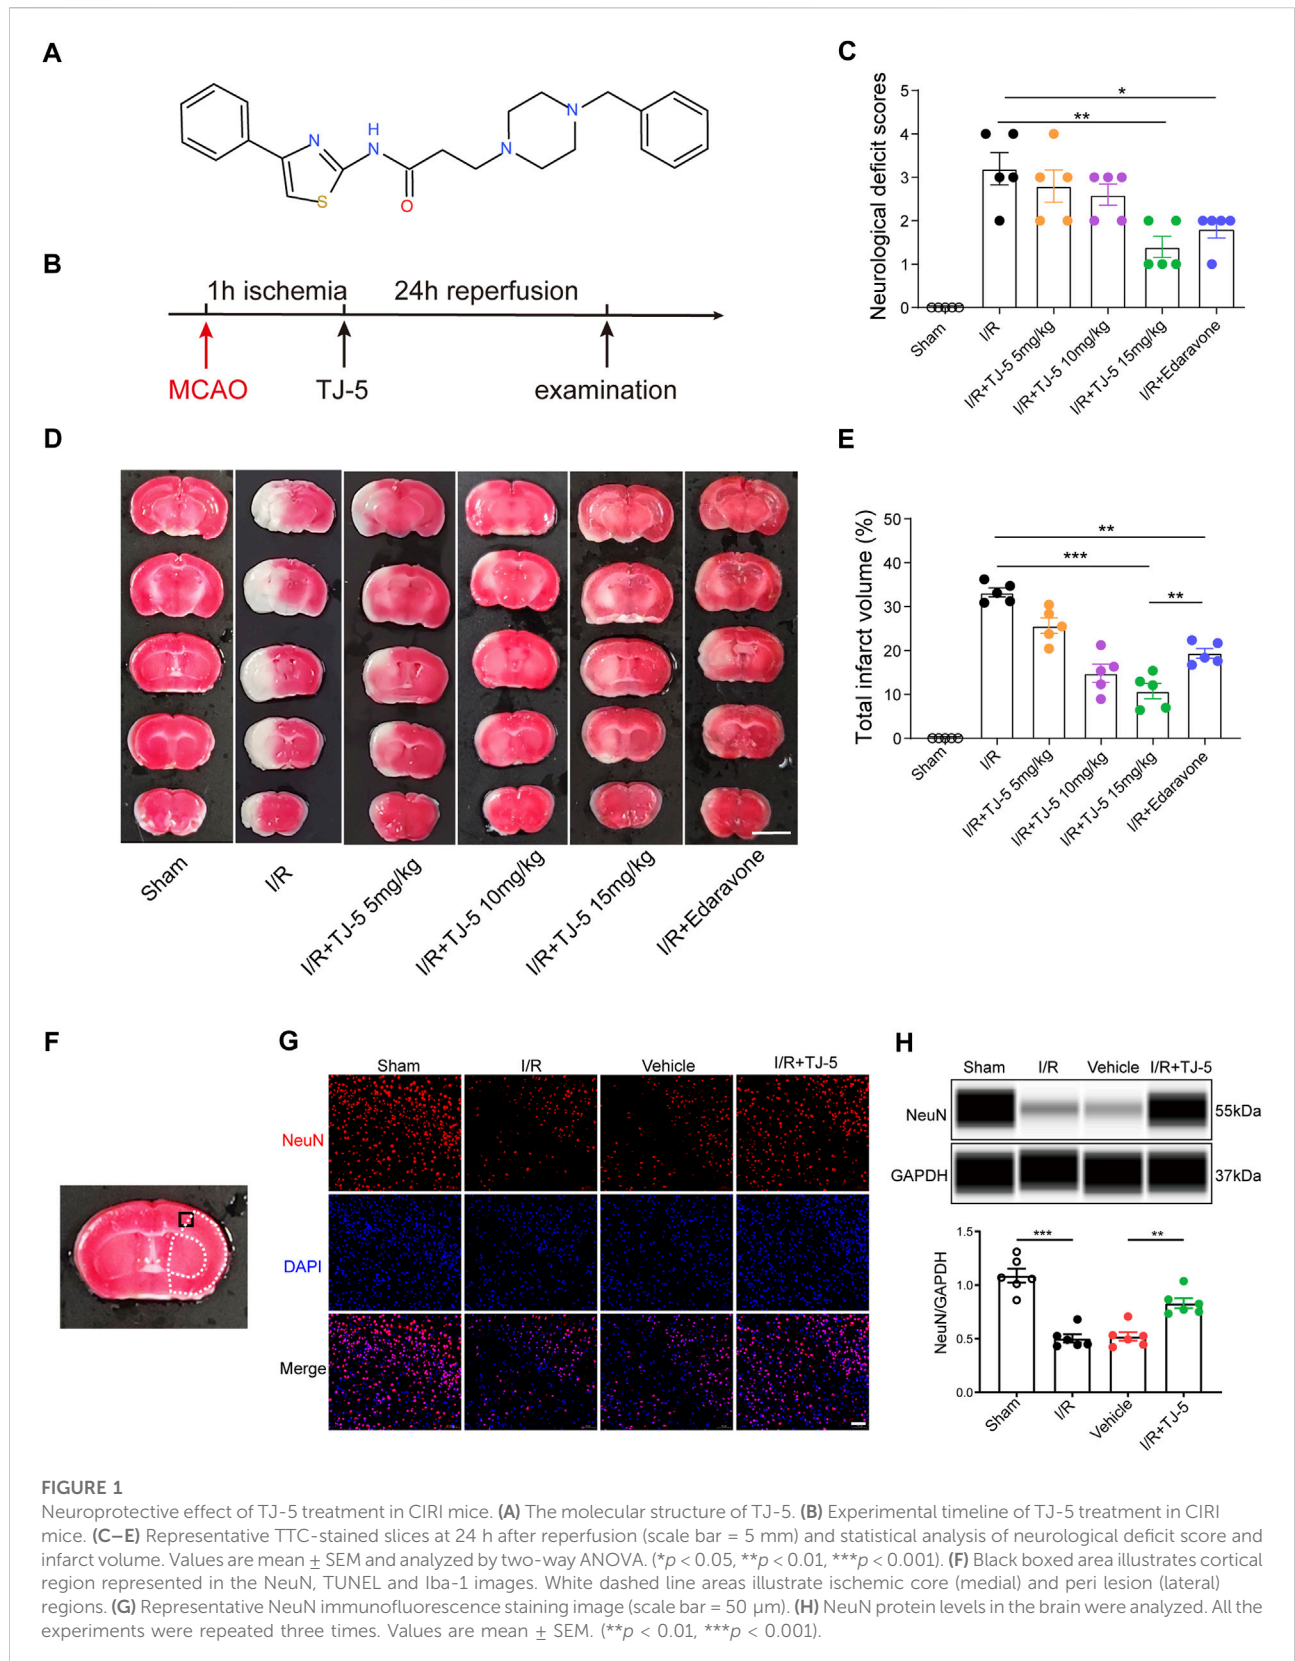 A
N
H
N
S
O
N
N
B
1h ischemia
24h reperfusion
MCAO
TJ-5
examination
C
Neurological deficit scores
5
4
3
2
1
0
*
**
Sham
I/R
I/R+TJ-5 5mg/kg
I/R+TJ-5 10mg/kg
I/R+TJ-5 15mg/kg
I/R+Edaravone
D
Sham
I/R
I/R+TJ-5 5mg/kg
I/R+TJ-5 10mg/kg
I/R+TJ-5 15mg/kg
I/R+Edaravone
E
Total infarct volume (%)
50
40
30
20
10
0
**
***
**
Sham
I/R
I/R+TJ-5 5mg/kg
I/R+TJ-5 10mg/kg
I/R+TJ-5 15mg/kg
I/R+Edaravone
F
G
Sham
I/R
Vehicle
I/R+TJ-5
NeuN
DAPI
Merge
H
Sham
I/R
Vehicle
I/R+TJ-5
NeuN
55kDa
GAPDH
37kDa
NeuN/GAPDH
1.5
1.0
0.5
0.0
***
**
Sham
I/R
Vehicle
I/R+TJ-5
FIGURE 1
Neuroprotective effect of TJ-5 treatment in CIRI mice. (A) The molecular structure of TJ-5. (B) Experimental timeline of TJ-5 treatment in CIRI
mice. (C–E) Representative TTC-stained slices at 24 h after reperfusion (scale bar = 5 mm) and statistical analysis of neurological deficit score and
infarct volume. Values are mean ± SEM and analyzed by two-way ANOVA. (*p < 0.05, **p < 0.01, ***p < 0.001). (F) Black boxed area illustrates cortical
region represented in the NeuN, TUNEL and Iba-1 images. White dashed line areas illustrate ischemic core (medial) and peri lesion (lateral)
regions. (G) Representative NeuN immunofluorescence staining image (scale bar = 50 μm). (H) NeuN protein levels in the brain were analyzed. All the
experiments were repeated three times. Values are mean ± SEM. (**p < 0.01, ***p < 0.001).